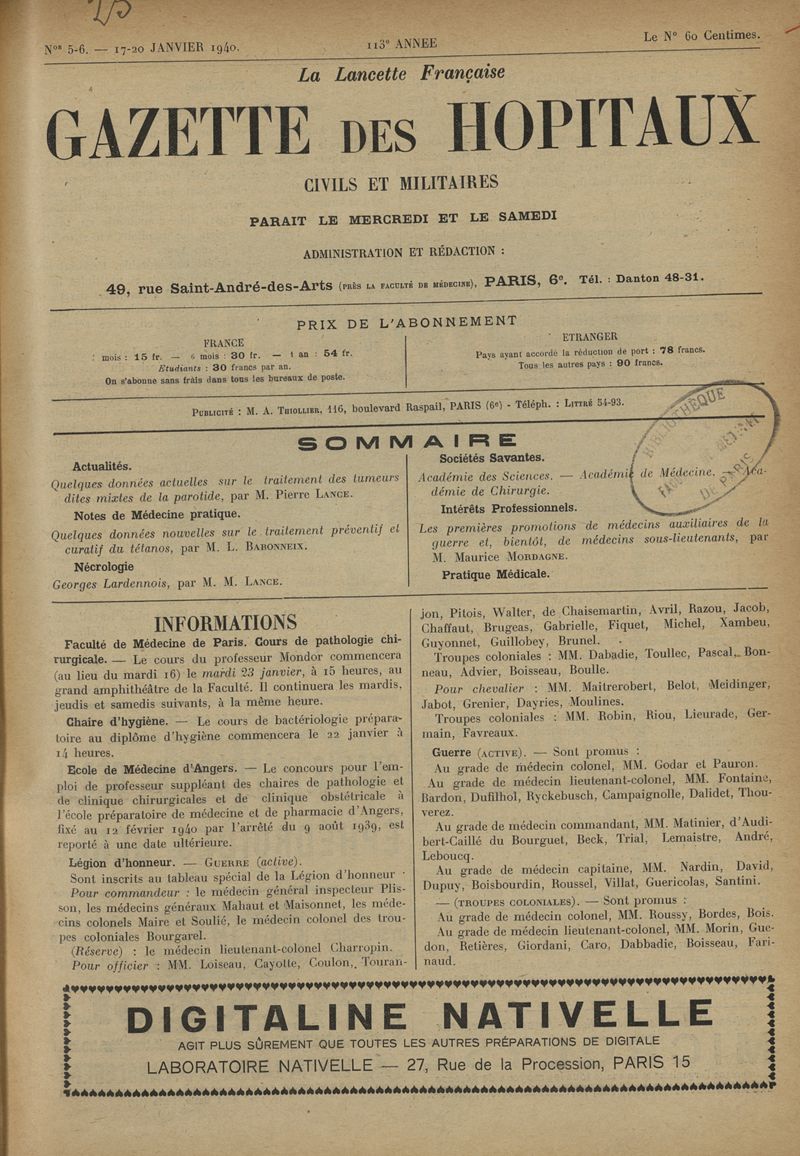 Nos 5-6. — 17-20 JANVIER 1940.
113e ANNEE
Le N° 60 Centimes.
La Lancette Française
GAZETTE DES HOPITAUX
CIVILS ET MILITAIRES
PARAIT LE MERCREDI ET LE SAMEDI
ADMINISTRATION ET RÉDACTION :
49, rue Saint-André-des-Arts (PRÈS LA FACULTÉ DE MÉDECINE), PARIS, 6e. Tél. : Danton 48-31.
PRIX DE L'ABONNEMENT
FRANCE
mois : 15 fr. — 6 mois : 30 fr. — 1 an : 54 fr.
Etudiants : 30 francs par an.
On s'abonne sans frais dans tous les bureaux de poste.
ETRANGER
Pays ayant accordé la réduction de port : 78 francs.
Tous les autres pays : 90 francs.
PUBLICITÉ : M. A. THIOLLIER, 116, boulevard Raspail, PARIS (6e) - Téléph. : LITTRÉ 54-93.
BIBLIOTHÈQUE
DE PARIS
SOMMAIRE
Actualités.
Quelques données actuelles sur le traitement des tumeurs
dites mixtes de la parotide, par M. Pierre LANCE.
Notes de Médecine pratique.
Quelques données nouvelles sur le traitement préventif et
curatif du tétanos, par M. L. BABONNEIX.
Nécrologie
Georges Lardennois, par M. M. LANCE.
Sociétés Savantes.
Académie des Sciences. — Académie de Médecine. — Aca-
démie de Chirurgie.
Intérêts Professionnels.
Les premières promotions de médecins auxiliaires de la
guerre et, bientôt, de médecins sous-lieutenants, par
M. Maurice MORDAGNE.
Pratique Médicale.
INFORMATIONS
Faculté de Médecine de Paris. Cours de pathologie chi-
rurgicale. — Le cours du professeur Mondor commencera
(au lieu du mardi 16) le mardi 23 janvier, à 15 heures, au
grand amphithéâtre de la Faculté. Il continuera les mardis,
jeudis et samedis suivants, à la même heure.
Chaire d'hygiène. — Le cours de bactériologie prépara-
toire au diplôme d'hygiène commencera le 22 janvier à
14 heures.
Ecole de Médecine d'Angers. — Le concours pour l'em-
ploi de professeur suppléant des chaires de pathologie et
de clinique chirurgicales et de clinique obstétricale à
l'école préparatoire de médecine et de pharmacie d'Angers,
fixé au 12 février 1940 par l'arrêté du 9 août 1939, est
reporté à une date ultérieure.
Légion d'honneur. — GUERRE (active).
Sont inscrits au tableau spécial de la Légion d'honneur
Pour commandeur : le médecin général inspecteur Plis-
son, les médecins généraux Mahaut et Maisonnet, les méde-
cins colonels Maire et Soulié, le médecin colonel des trou-
pes coloniales Bourgarel.
(Réserve) : le médecin lieutenant-colonel Charropin.
Pour officier : MM. Loiseau, Cayotte, Coulon, Touran-
jon, Pitois, Walter, de Chaisemartin, Avril, Razou, Jacob,
Chaffaut, Brugeas, Gabrielle, Fiquet, Michel, Xambeu,
Guyonnet, Guillobey, Brunel.
Troupes coloniales : MM. Dabadie, Toullec, Pascal, Bon-
neau, Advier, Boisseau, Boulle.
Pour chevalier : MM. Maitrerobert, Belot, Meidinger,
Jabot, Grenier, Dayries, Moulines.
Troupes coloniales : MM. Robin, Riou, Lieurade, Ger-
main, Favreaux.
Guerre (ACTIVE). — Sont promus :
Au grade de médecin colonel, MM. Godar et Pauron.
Au grade de médecin lieutenant-colonel, MM. Fontaine,
Bardon, Dufilhol, Ryckebusch, Campaignolle, Dalidet, Thou-
verez.
Au grade de médecin commandant, MM. Matinier, d'Audi-
bert-Caillé du Bourguet, Beck, Trial, Lemaistre, André,
Leboucq.
Au grade de médecin capitaine, MM. Nardin, David,
Dupuy, Boisbourdin, Roussel, Villat, Guericolas, Santini.
— (TROUPES COLONIALES). — Sont promus :
Au grade de médecin colonel, MM. Roussy, Bordes, Bois.
Au grade de médecin lieutenant-colonel, MM. Morin, Gue-
don, Retières, Giordani, Caro, Dabbadie, Boisseau, Fari-
naud.
DIGITALINE NATIVELLE
AGIT PLUS SÛREMENT QUE TOUTES LES AUTRES PRÉPARATIONS DE DIGITALE
LABORATOIRE NATIVELLE — 27, Rue de la Procession, PARIS 15